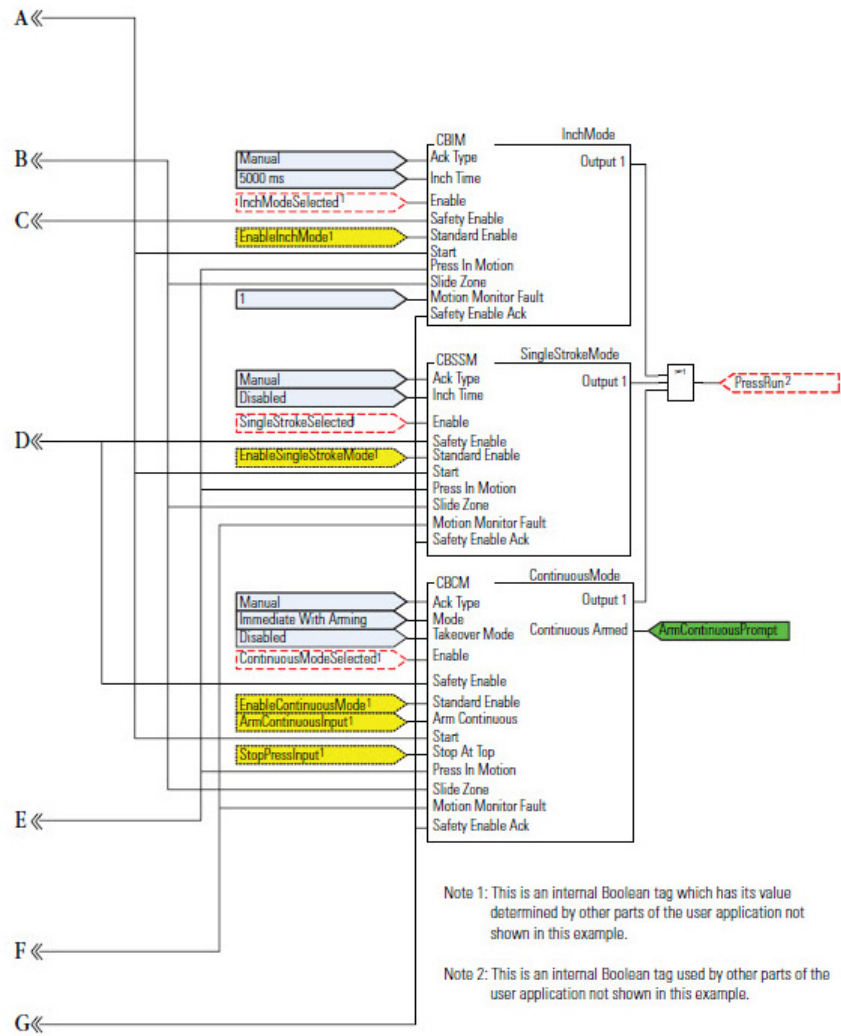 A
InchMode
CBIM
B
Manual
Ack Type
Output 1
5000 ms
Inch Time
InchModeSelected1
Enable
C
Safety Enable
EnableInchMode1
Standard Enable
Start
Press In Motion
Slide Zone
1
Motion Monitor Fault
Safety Enable Ack
SingleStrokeMode
CBSSM
Manual
Ack Type
Output 1
PressRun2
Disabled
Inch Time
SingleStrokeSelected
Enable
D
Safety Enable
EnableSingleStrokeMode1
Standard Enable
Start
Press In Motion
Slide Zone
Motion Monitor Fault
Safety Enable Ack
ContinuousMode
CBCM
Manual
Ack Type
Output 1
Immediate With Arming
Mode
Disabled
Takeover Mode
Continuous Armed
ArmContinuousPrompt
ContinuousModeSelected1
Enable
Safety Enable
EnableContinuousMode1
Standard Enable
ArmContinuousInput1
Arm Continuous
Start
StopPressInput1
Stop At Top
Press In Motion
Slide Zone
E
Motion Monitor Fault
Safety Enable Ack
Note 1: This is an internal Boolean tag which has its value
determined by other parts of the user application not
shown in this example.
F
Note 2: This is an internal Boolean tag used by other parts of the
user application not shown in this example.
G